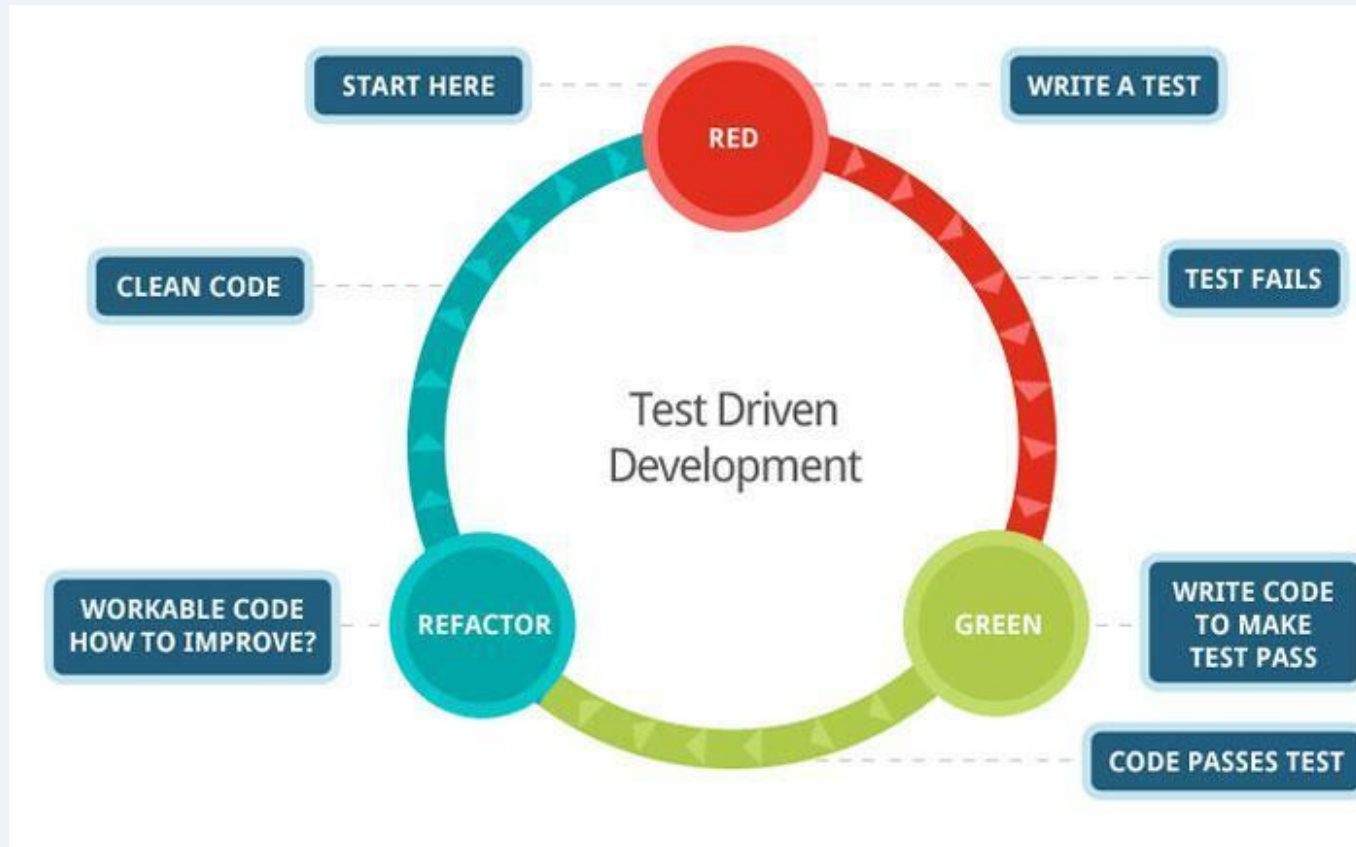 START HERE
WRITE A TEST
RED
CLEAN CODE
TEST FAILS
Test Driven
Development
WORKABLE CODE
HOW TO IMPROVE?
REFACTOR
GREEN
WRITE CODE
TO MAKE
TEST PASS
CODE PASSES TEST